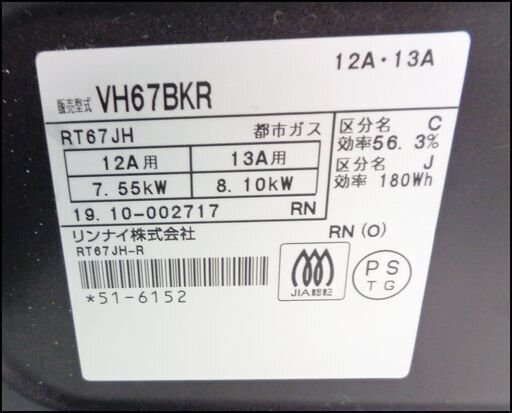 12A・13A
販売型式 VH67BKR
RT67JH 都市ガス
12A用 13A用
7.55kW 8.10kW
19.10-002717 RN
区分名 C
効率56.3%
区分名 J
効率 180Wh
リンナイ株式会社
RT67JH-R
RN (O)
*51-6152
JIA認証
PS
TG